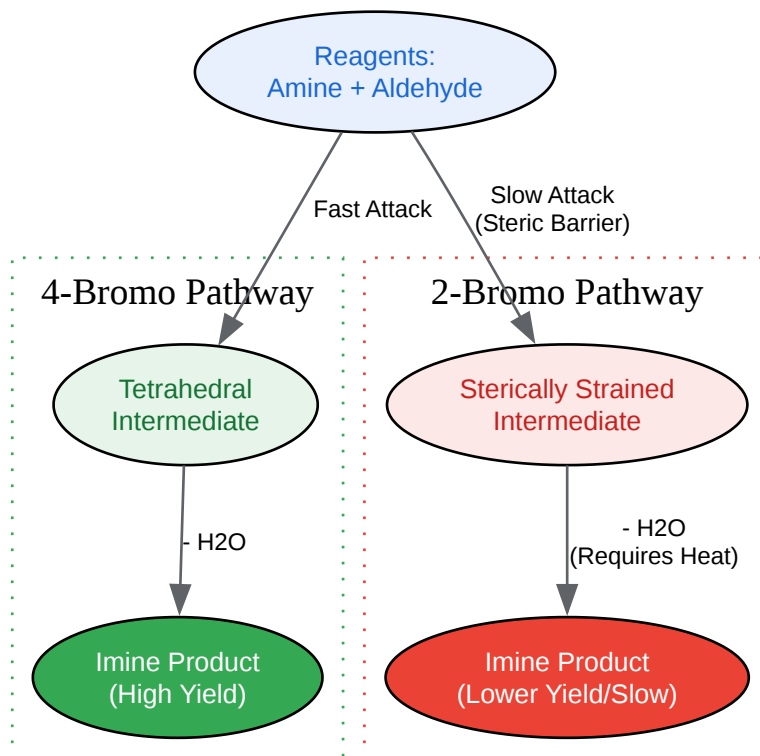 Reagents:
Amine + Aldehyde
Fast Attack
Slow Attack
(Steric Barrier)
4-Bromo Pathway
2-Bromo Pathway
Tetrahedral
Intermediate
Sterically Strained
Intermediate
- H2O
- H2O
(Requires Heat)
Imine Product
(High Yield)
Imine Product
(Lower Yield/Slow)